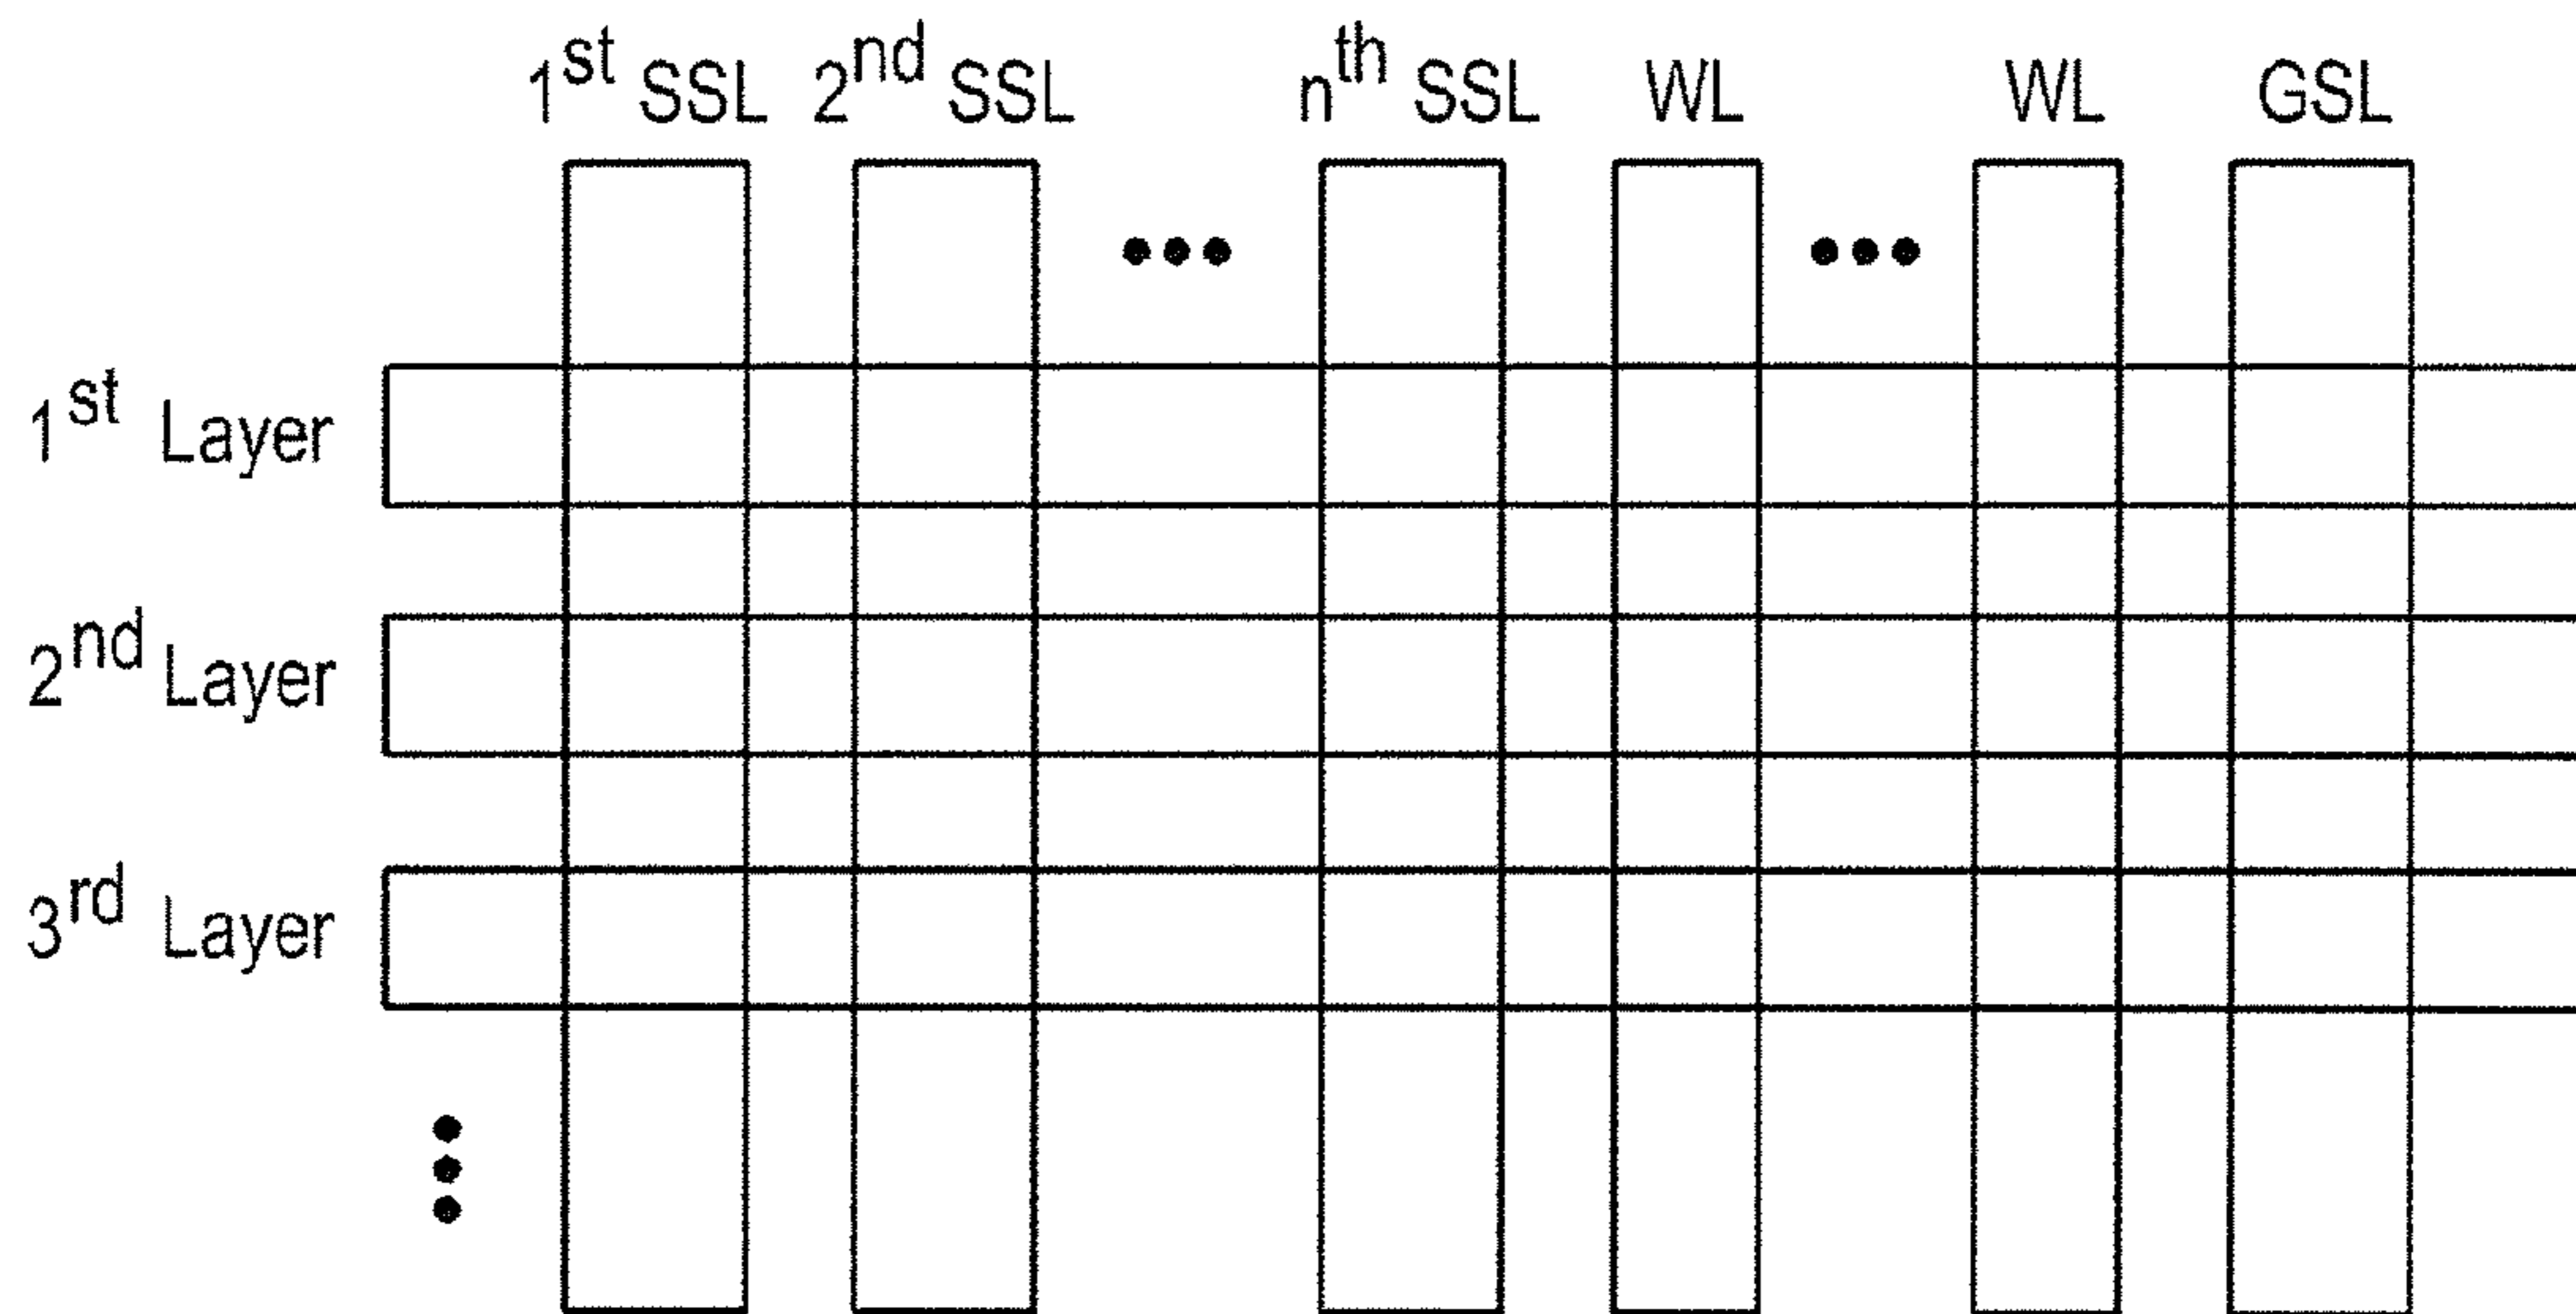 1st SSL 2nd SSL ••• nth SSL WL ••• WL GSL
1st Layer
2nd Layer
3rd Layer